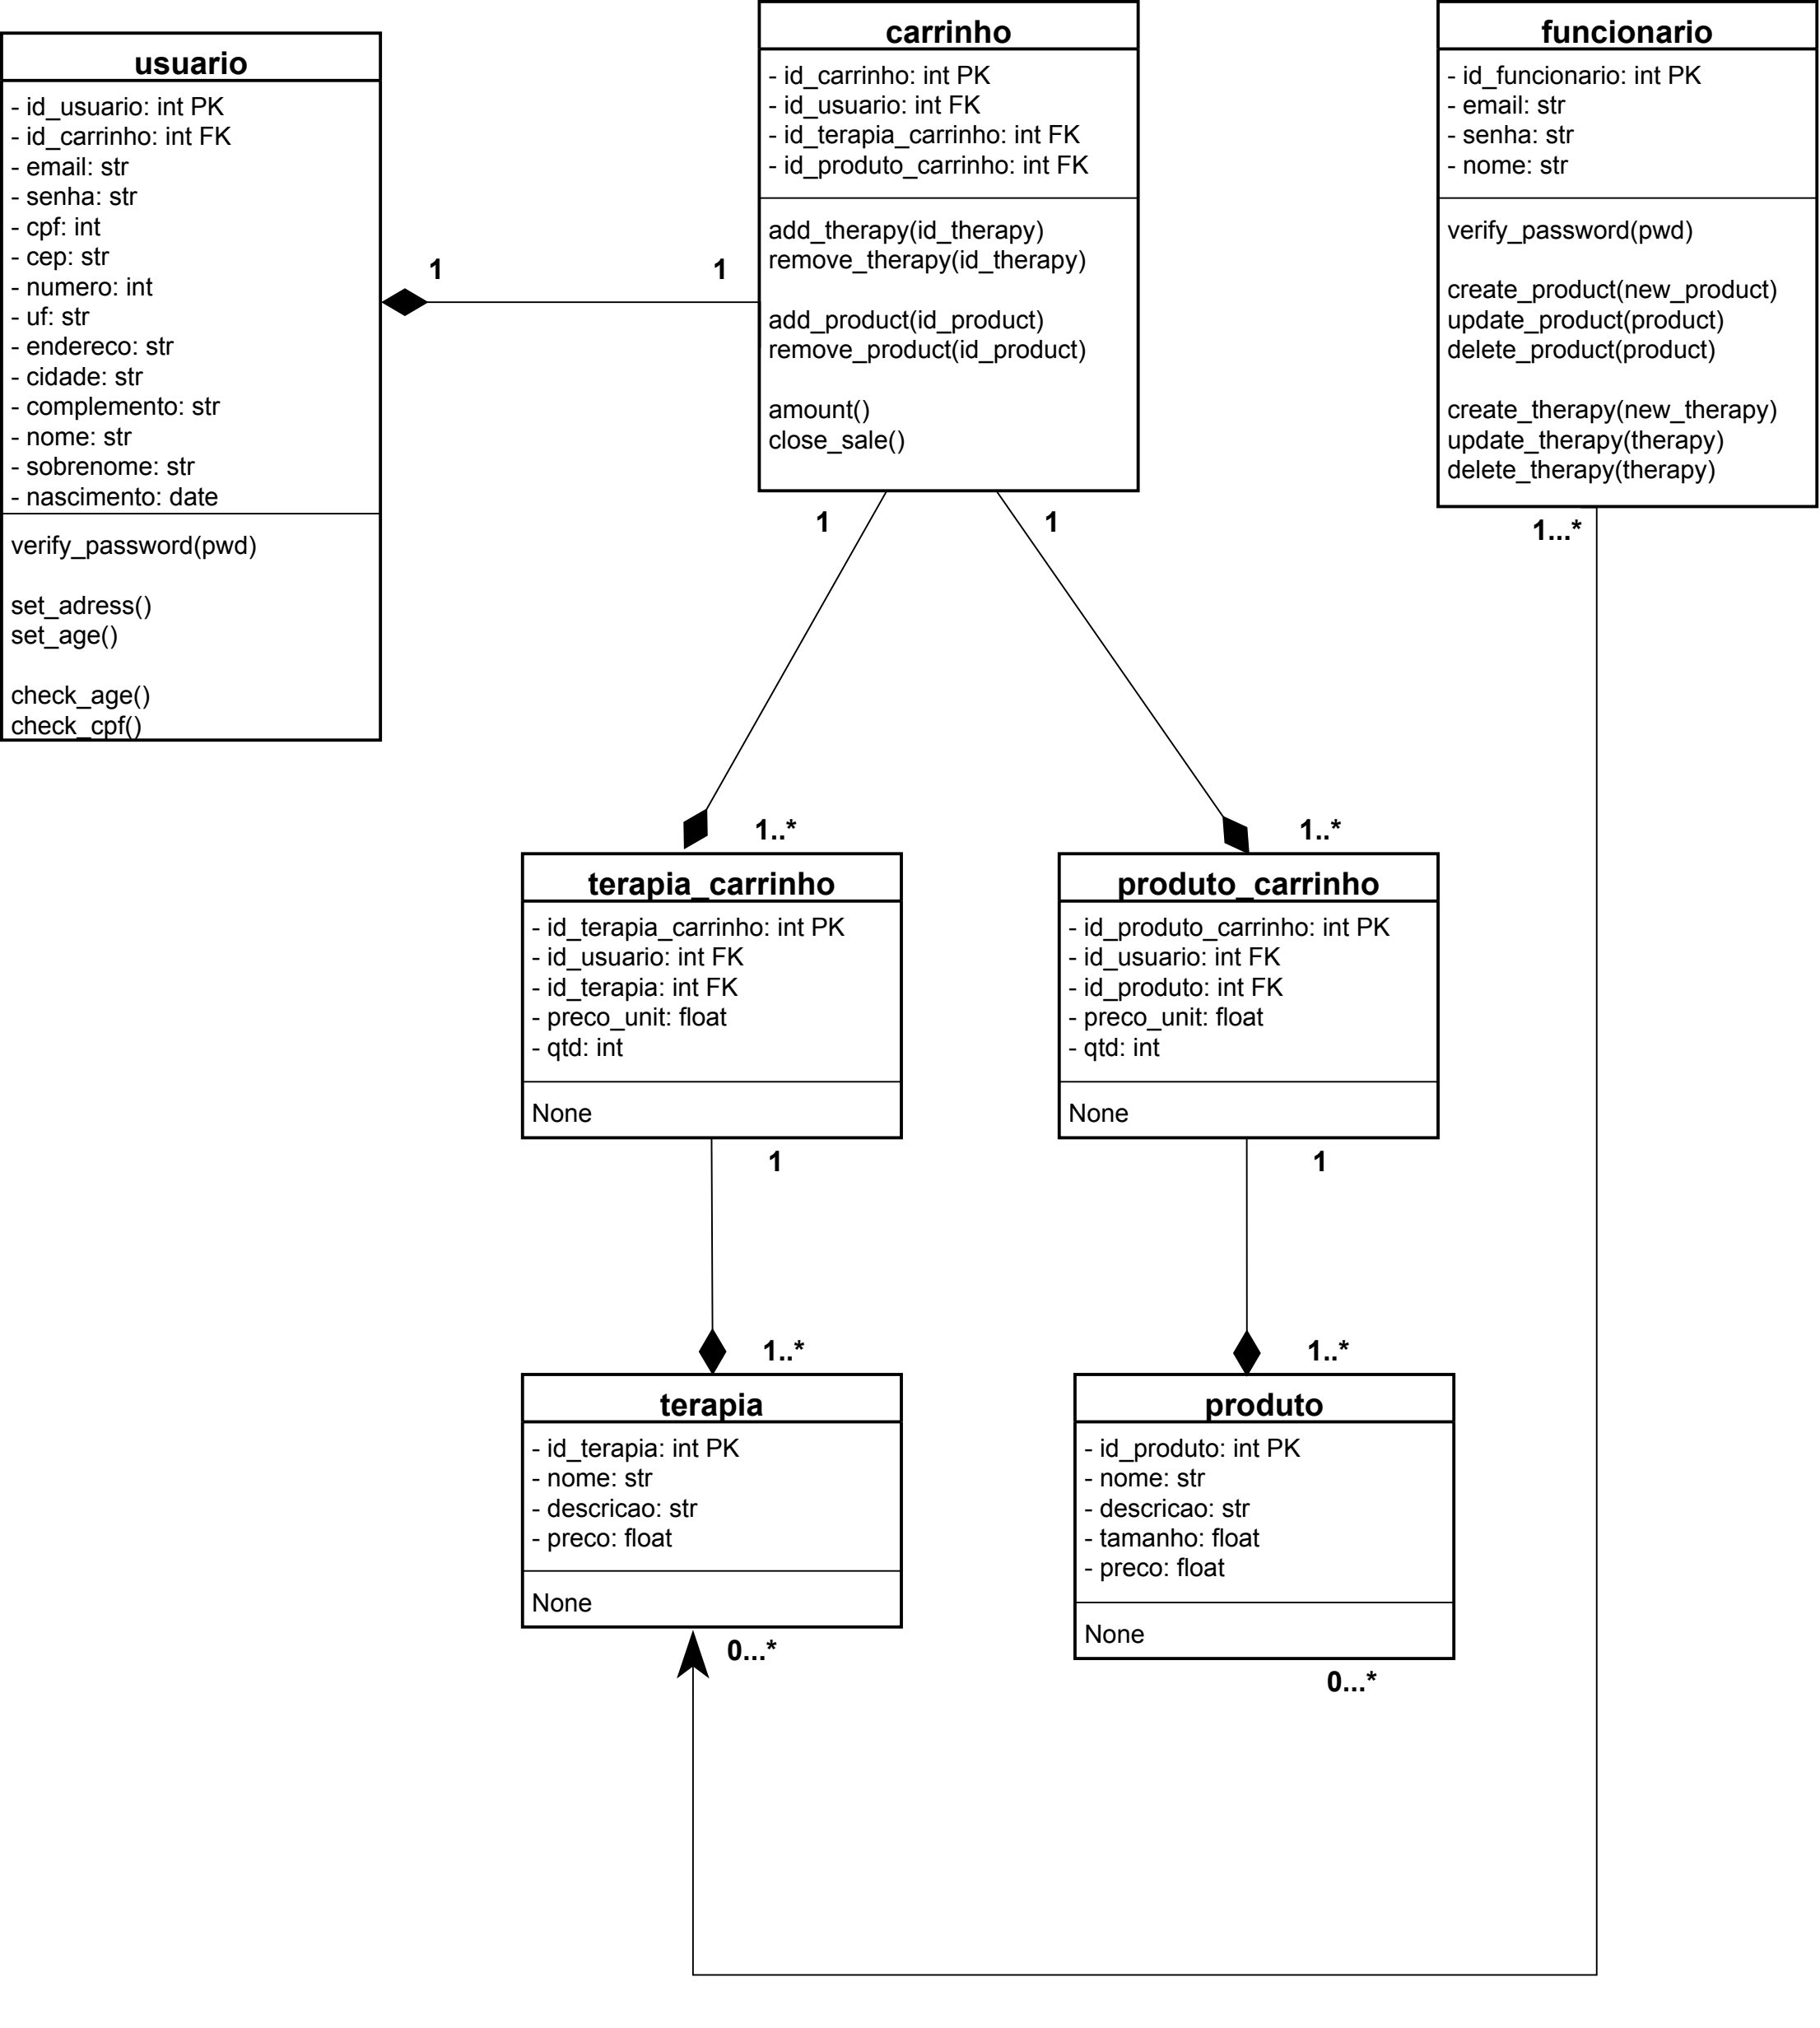 usuario
- id_usuario: int PK
- id_carrinho: int FK
- email: str
- senha: str
- cpf: int
- cep: str
- numero: int
- uf: str
- endereco: str
- cidade: str
- complemento: str
- nome: str
- sobrenome: str
- nascimento: date
verify_password(pwd)
set_adress()
set_age()
check_age()
check_cpf()
1
1
carrinho
- id_carrinho: int PK
- id_usuario: int FK
- id_terapia_carrinho: int FK
- id_produto_carrinho: int FK
add_therapy(id_therapy)
remove_therapy(id_therapy)
add_product(id_product)
remove_product(id_product)
amount()
close_sale()
1
1
funcionario
- id_funcionario: int PK
- email: str
- senha: str
- nome: str
verify_password(pwd)
create_product(new_product)
update_product(product)
delete_product(product)
create_therapy(new_therapy)
update_therapy(therapy)
delete_therapy(therapy)
1...*
1..*
terapia_carrinho
- id_terapia_carrinho: int PK
- id_usuario: int FK
- id_terapia: int FK
- preco_unit: float
- qtd: int
None
1
1..*
produto_carrinho
- id_produto_carrinho: int PK
- id_usuario: int FK
- id_produto: int FK
- preco_unit: float
- qtd: int
None
1
1..*
terapia
- id_terapia: int PK
- nome: str
- descricao: str
- preco: float
None
0...*
1..*
produto
- id_produto: int PK
- nome: str
- descricao: str
- tamanho: float
- preco: float
None
0...*